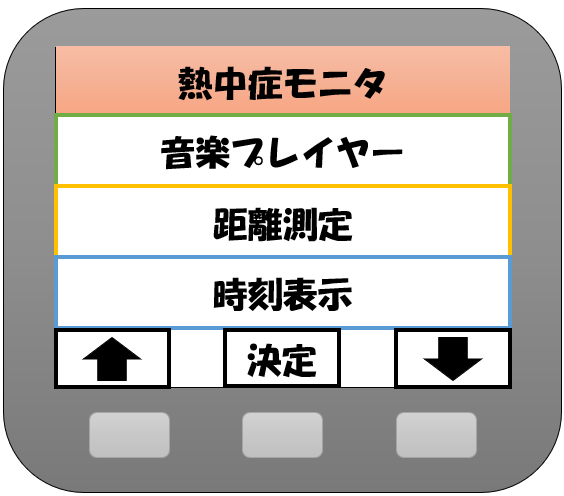 熱中症モニタ
音楽プレイヤー
距離測定
時刻表示
決定